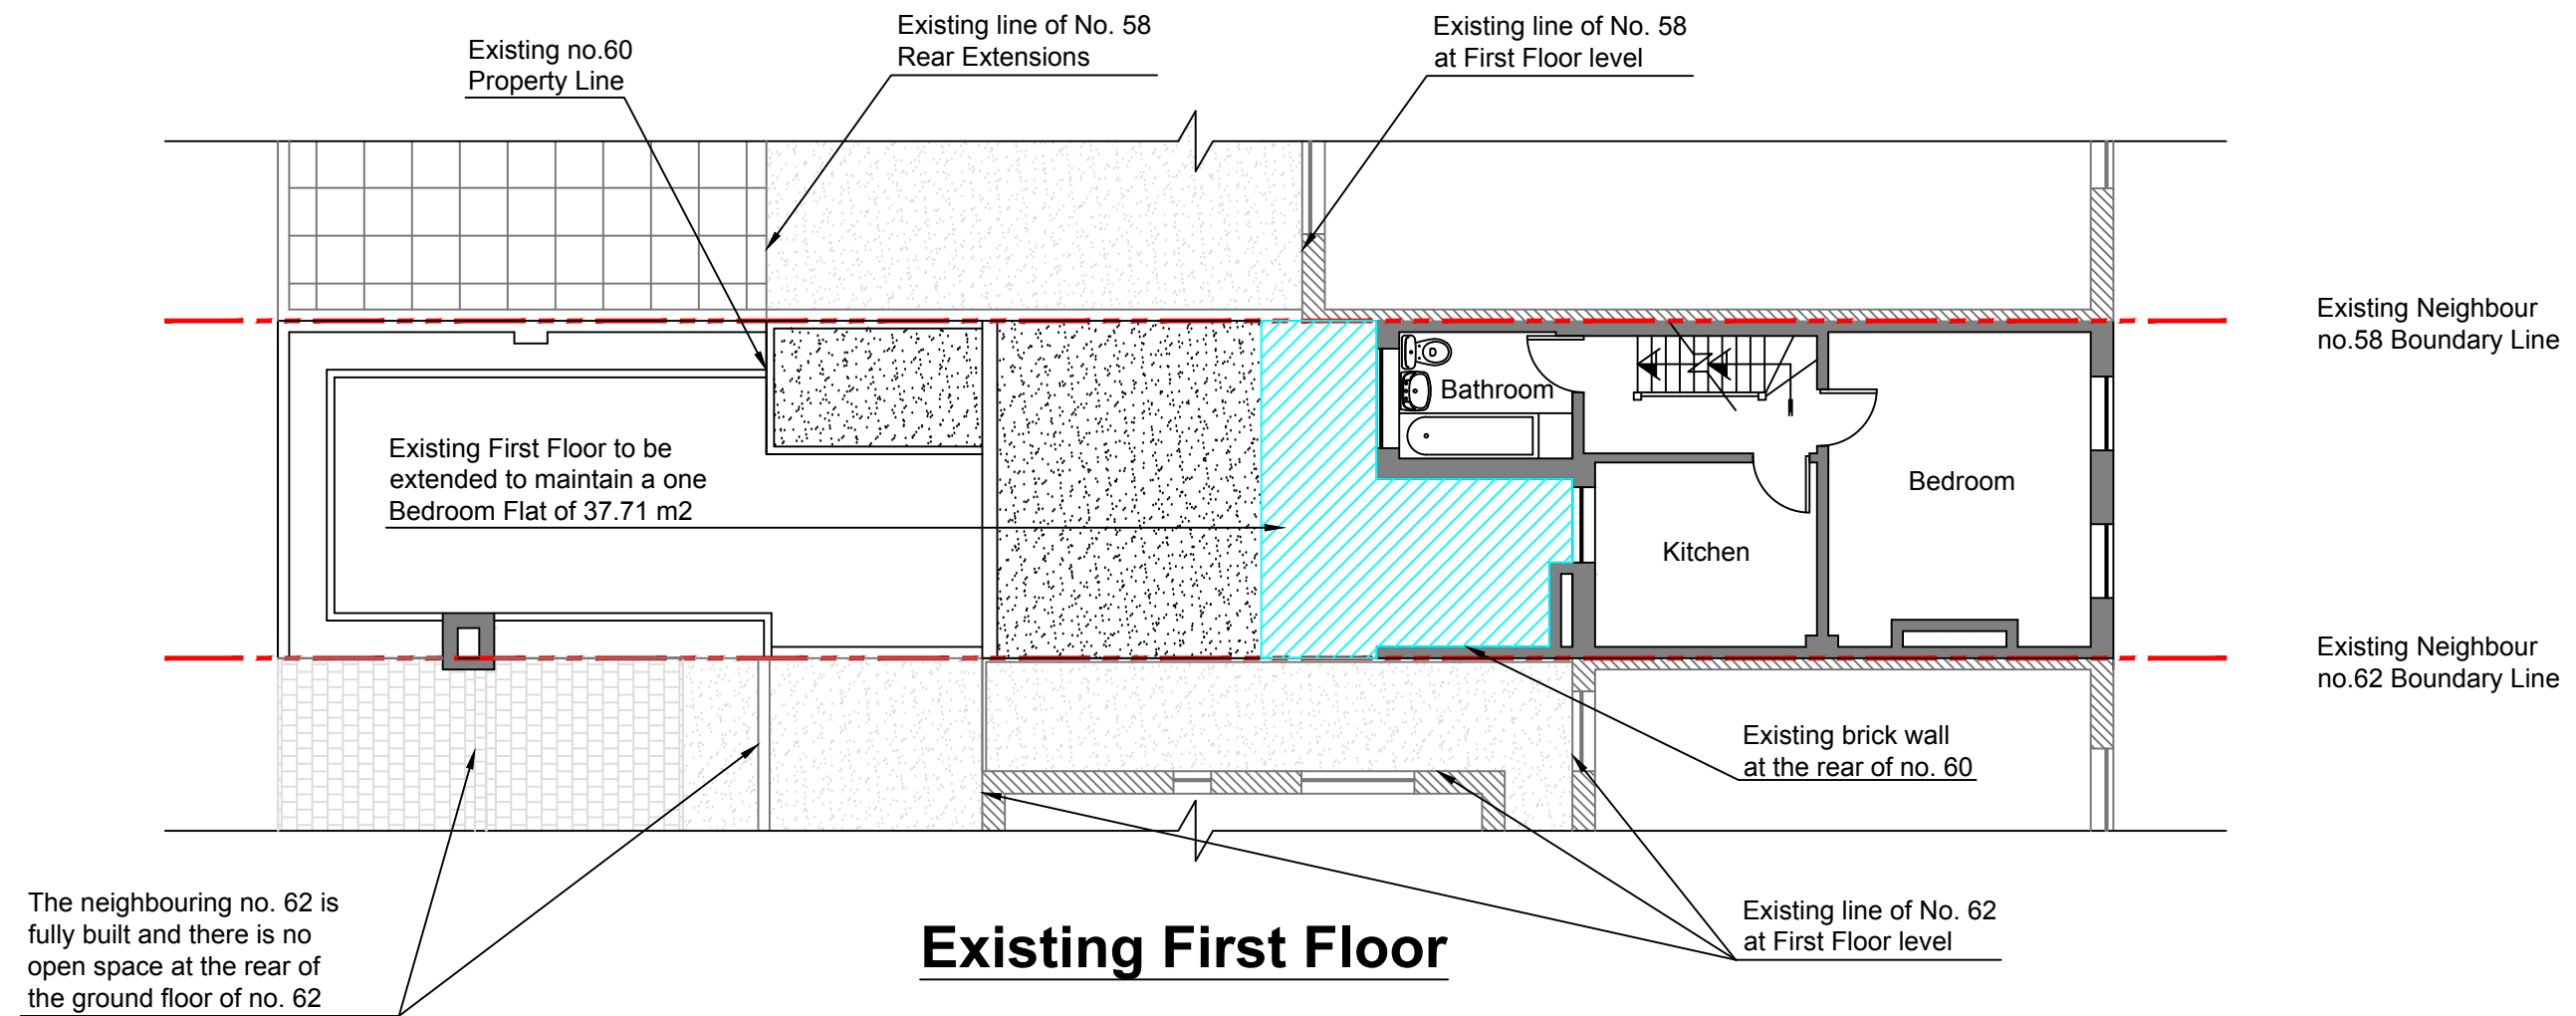 Existing line of No. 58
Rear Extensions
Existing line of No. 58
at First Floor level
Existing no.60
Property Line
Existing Neighbour
no.58 Boundary Line
Bathroom
Existing First Floor to be
extended to maintain a one
Bedroom Flat of 37.71 m2
Bedroom
Kitchen
Existing Neighbour
no.62 Boundary Line
Existing brick wall
at the rear of no. 60
The neighbouring no. 62 is
fully built and there is no
open space at the rear of
the ground floor of no. 62
Existing line of No. 62
at First Floor level
Existing First Floor